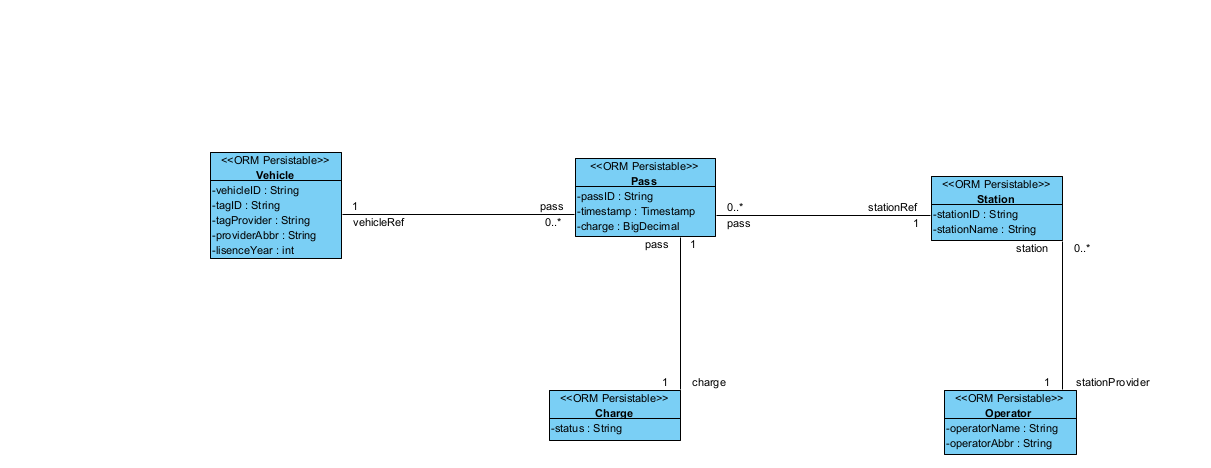 <<ORM Persistable>>
Vehicle
-vehicleID : String
-tagID : String
-tagProvider : String
-providerAbbr : String
-lisenceYear : int
1
vehicleRef
pass
0..*
<<ORM Persistable>>
Pass
-passID : String
-timestamp : Timestamp
-charge : BigDecimal
0..*
pass
stationRef
1
<<ORM Persistable>>
Station
-stationID : String
-stationName : String
pass
1
station
0..*
1
charge
1
stationProvider
<<ORM Persistable>>
Charge
-status : String
<<ORM Persistable>>
Operator
-operatorName : String
-operatorAbbr : String